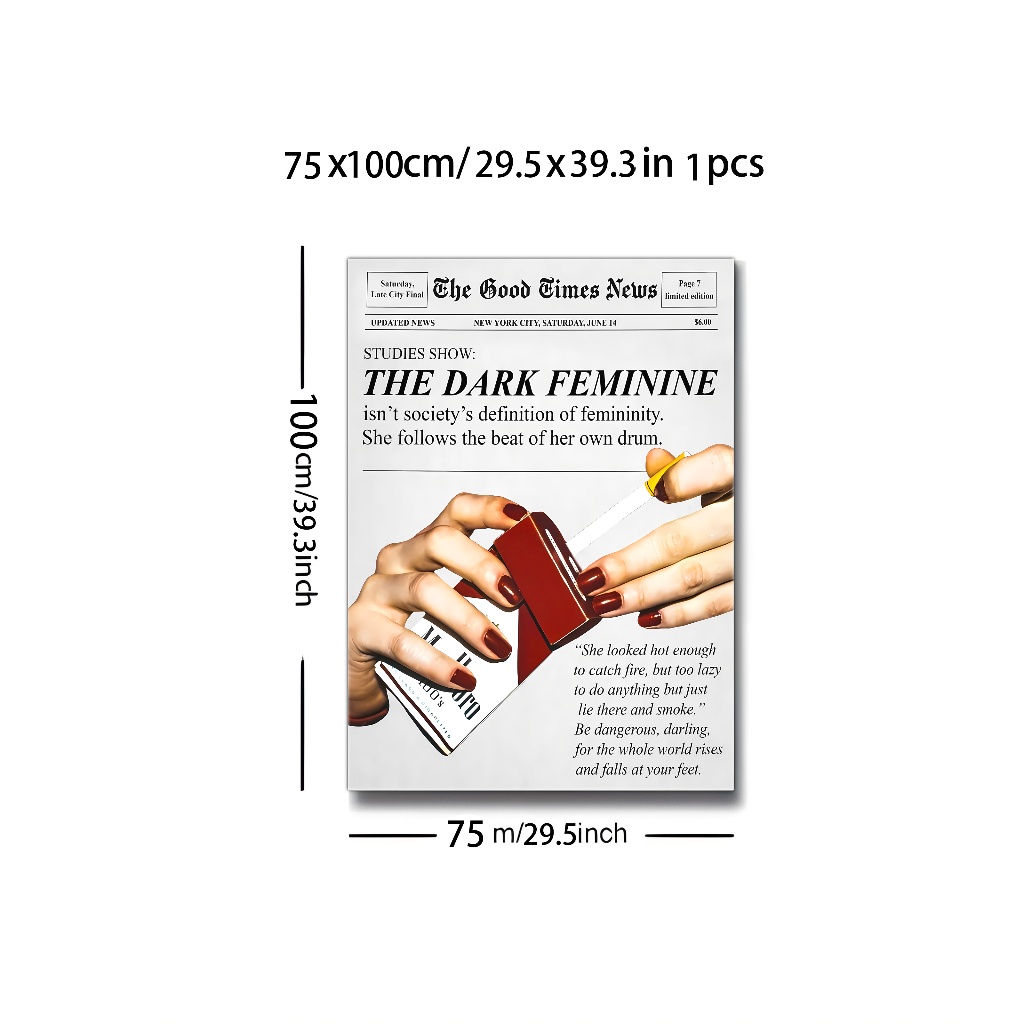 75x100cm/ 29.5x39.3in 1pcs
Saturday,
Late City Final
The Good Times News
Page 7
limited edition
UPDATED NEWS
NEW YORK CITY, SATURDAY, JUNE 14
$6.00
STUDIES SHOW:
THE DARK FEMININE
isn't society's definition of femininity.
She follows the beat of her own drum.
100cm/39.3inch
"She looked hot enough
to catch fire, but too lazy
to do anything but just
lie there and smoke."
Be dangerous, darling,
for the whole world rises
and falls at your feet.
100's
75 m/29.5inch